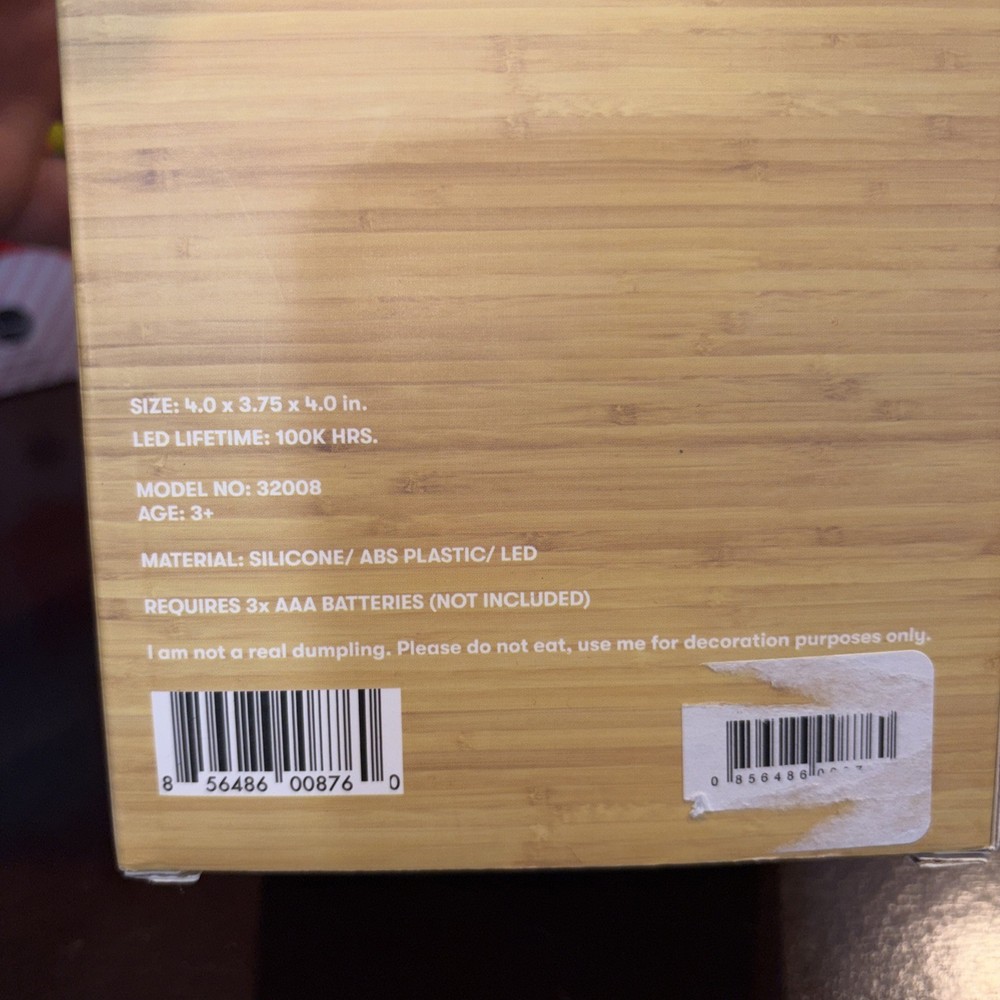 SIZE: 4.0 x 3.75 x 4.0 in.
LED LIFETIME: 100K HRS.
MODEL NO: 32008
AGE: 3+
MATERIAL: SILICONE/ ABS PLASTIC/ LED
REQUIRES 3x AAA BATTERIES (NOT INCLUDED)
I am not a real dumpling. Please do not eat, use me for decoration purposes only.
8 56486 00876 0
0 856486